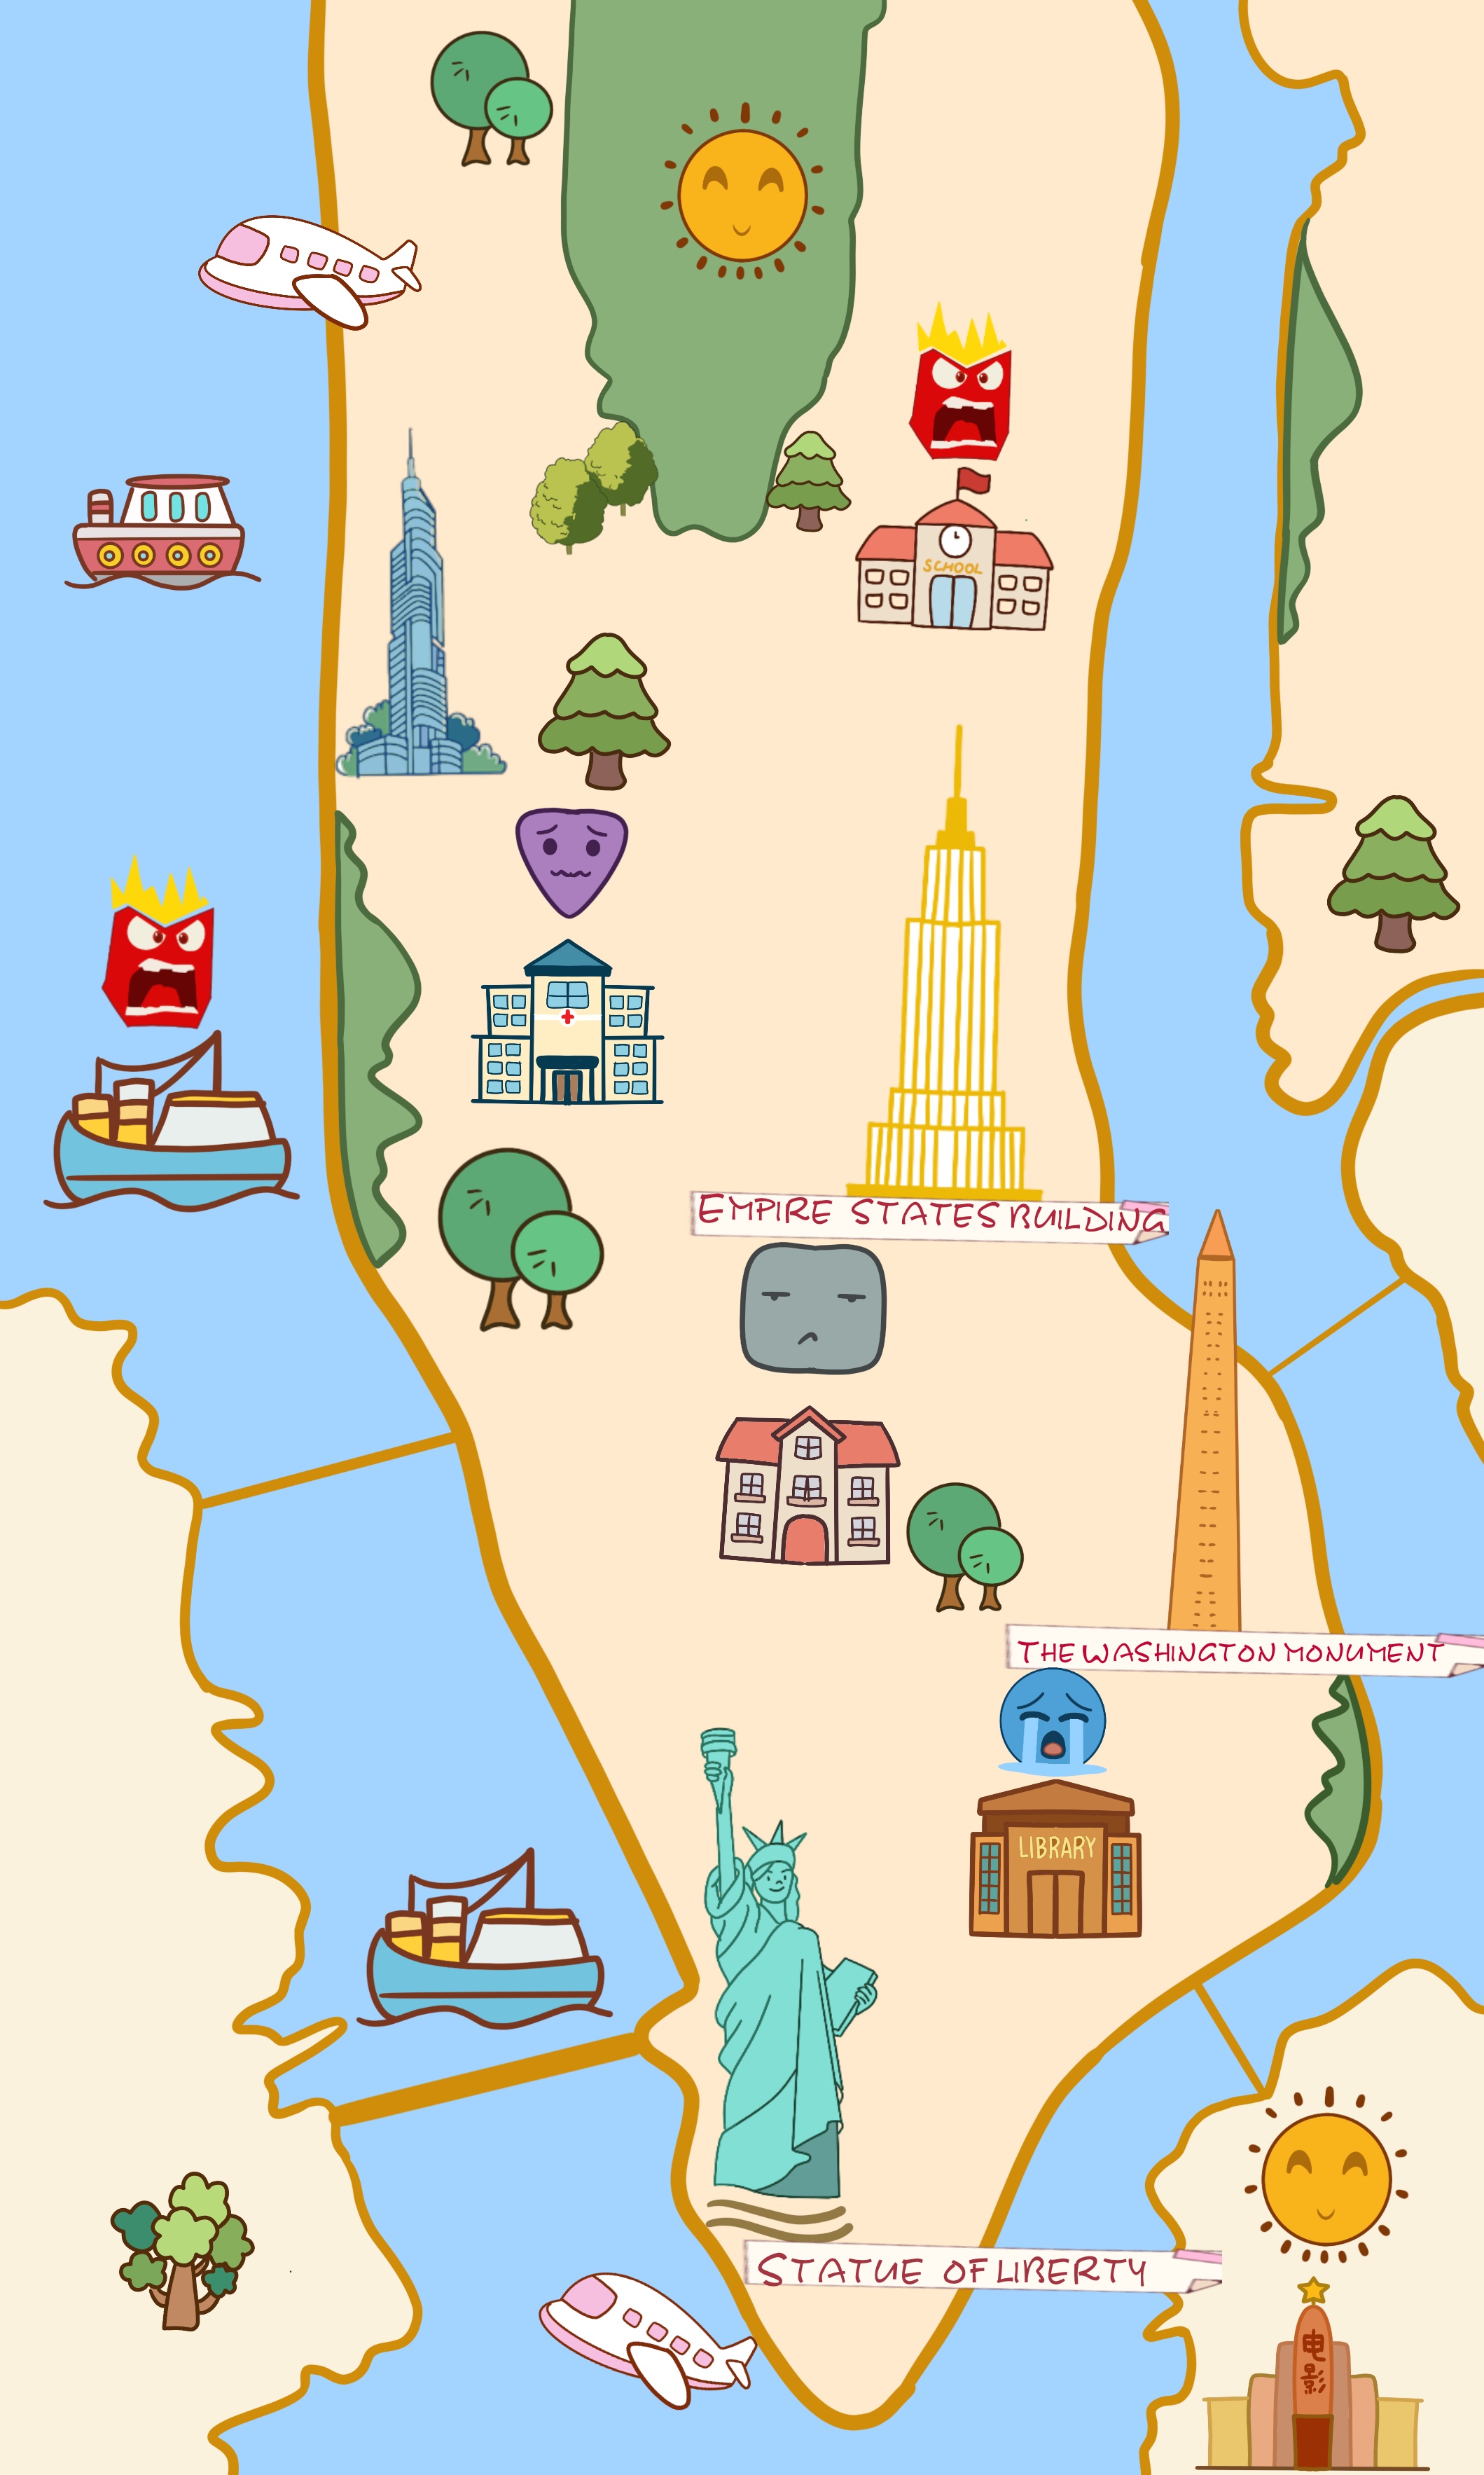 SCHOOL
EMPIRE STATES BUILDING
THE WASHINGTON MONUMENT
LIBRARY
STATUE OF LIBERTY
电影